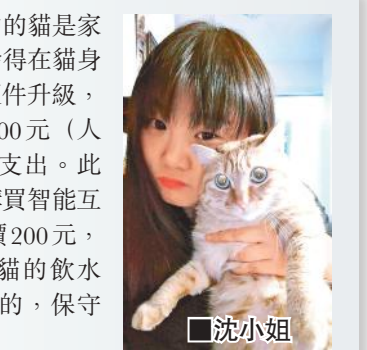 的貓是家
得在貓身
件升級，
00元（人
支出。此
買智能互
價200元，
貓的飲水
的，保守
■沈小姐